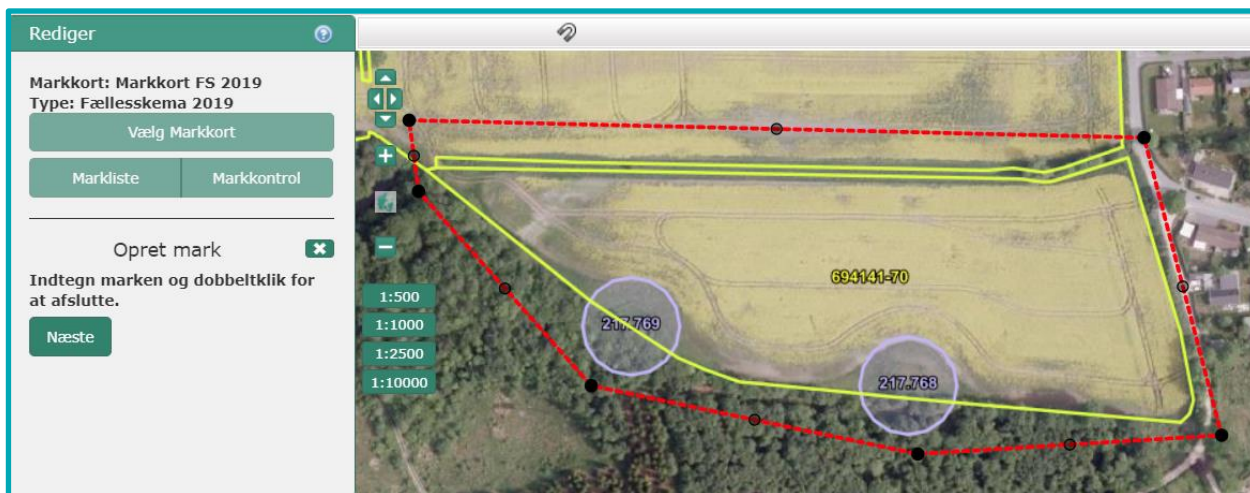 Rediger
Markkort: Markkort FS 2019
Type: Fællesskema 2019
Vælg Markkort
Markliste
Markkontrol
Opret mark
Indtegn marken og dobbeltklik for
at afslutte.
Næste
1:500
1:1000
1:2500
1:10000
694141-70
217.769
217.768